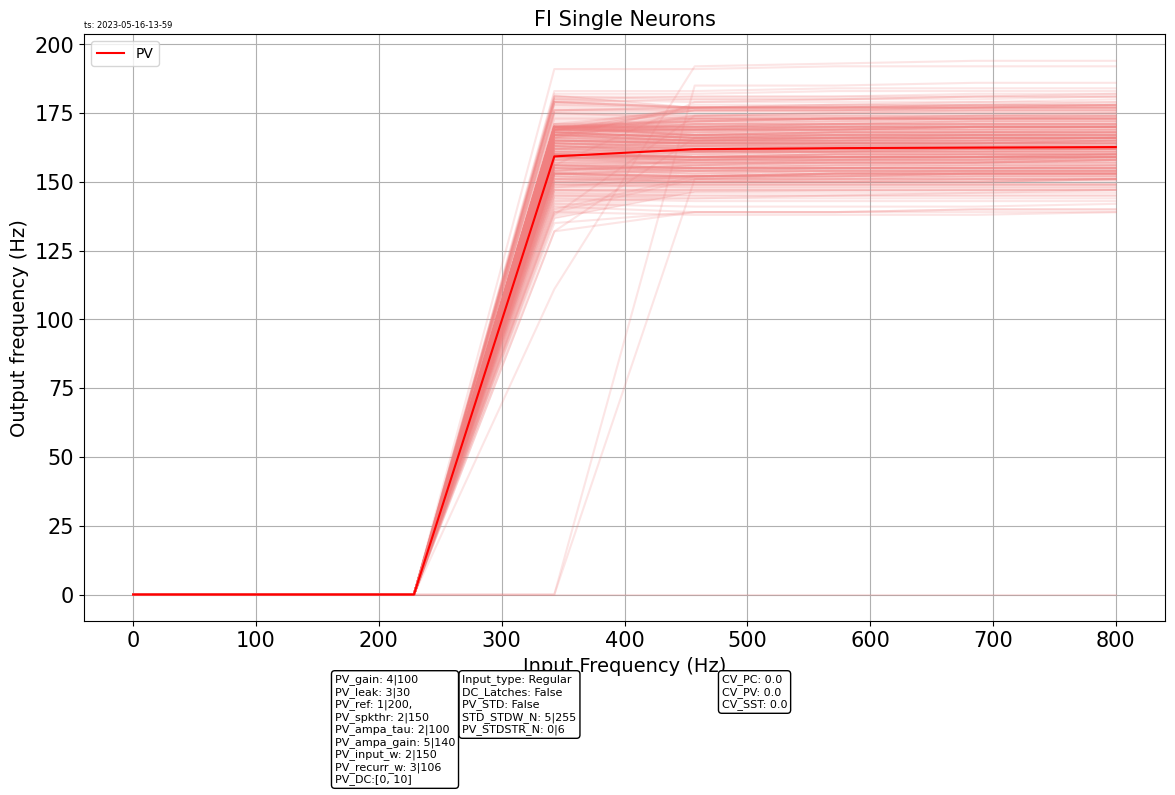 FI Single Neurons
ts: 2023-05-16-13-59
PV
200
175
150
125
100
75
50
25
0
Output frequency (Hz)
0 100 200 300 400 500 600 700 800
Input Frequency (Hz)
PV_gain: 4|100
PV_leak: 3|30
PV_ref: 1|200,
PV_spkthr: 2|150
PV_ampa_tau: 2|100
PV_ampa_gain: 5|140
PV_input_w: 2|150
PV_recurr_w: 3|106
PV_DC:[0, 10]
Input_type: Regular
DC_Latches: False
PV_STD: False
STD_STDW_N: 5|255
PV_STDSTR_N: 0|6
CV_PC: 0.0
CV_PV: 0.0
CV_SST: 0.0